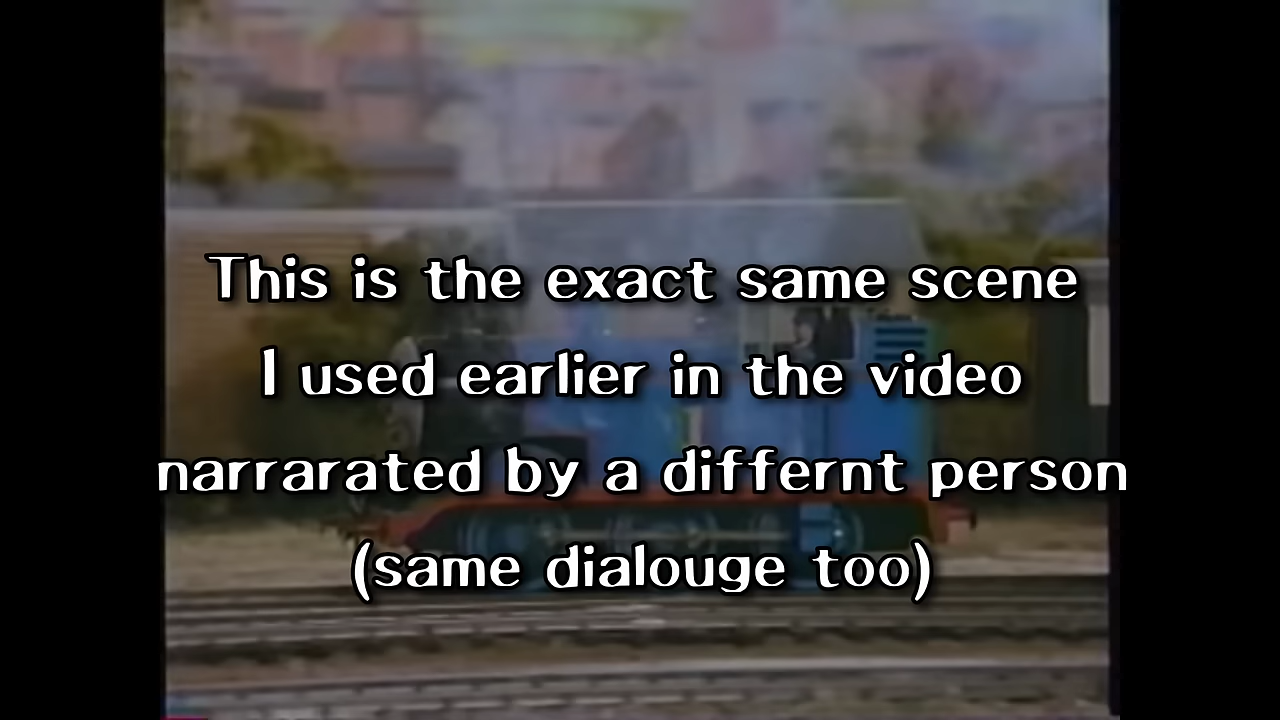 This is the exact same scene
I used earlier in the video
narrarated by a differnt person
(same dialouge too)